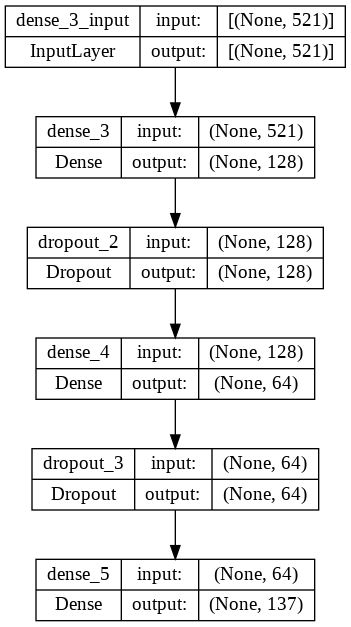 dense_3_input input: [(None, 521)]
InputLayer output: [(None, 521)]
dense_3 input: (None, 521)
Dense output: (None, 128)
dropout_2 input: (None, 128)
Dropout output: (None, 128)
dense_4 input: (None, 128)
Dense output: (None, 64)
dropout_3 input: (None, 64)
Dropout output: (None, 64)
dense_5 input: (None, 64)
Dense output: (None, 137)